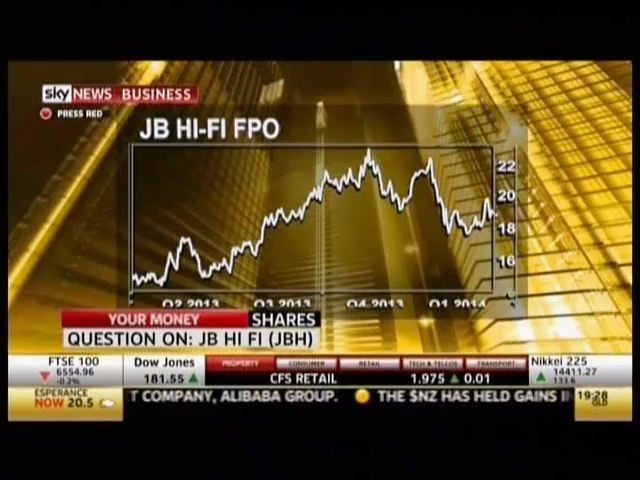 sky NEWS BUSINESS
PRESS RED
JB HI-FI FPO
22
20
18
16
Q2 2013 Q3 2013 Q4 2013 Q1 2014
YOUR MONEY SHARES
QUESTION ON: JB HI FI (JBH)
FTSE 100 Dow Jones PROPERTY CONSUMER RETAIL TECH & TELCOS TRANSPORT Nikkei 225
6554.96 14411.27
-0.2% 181.55 CFS RETAIL 1.975 0.01 133.6
ESPERANCE
NOW 20.5 T COMPANY, ALIBABA GROUP. THE $NZ HAS HELD GAINS IN 19:28
QLD